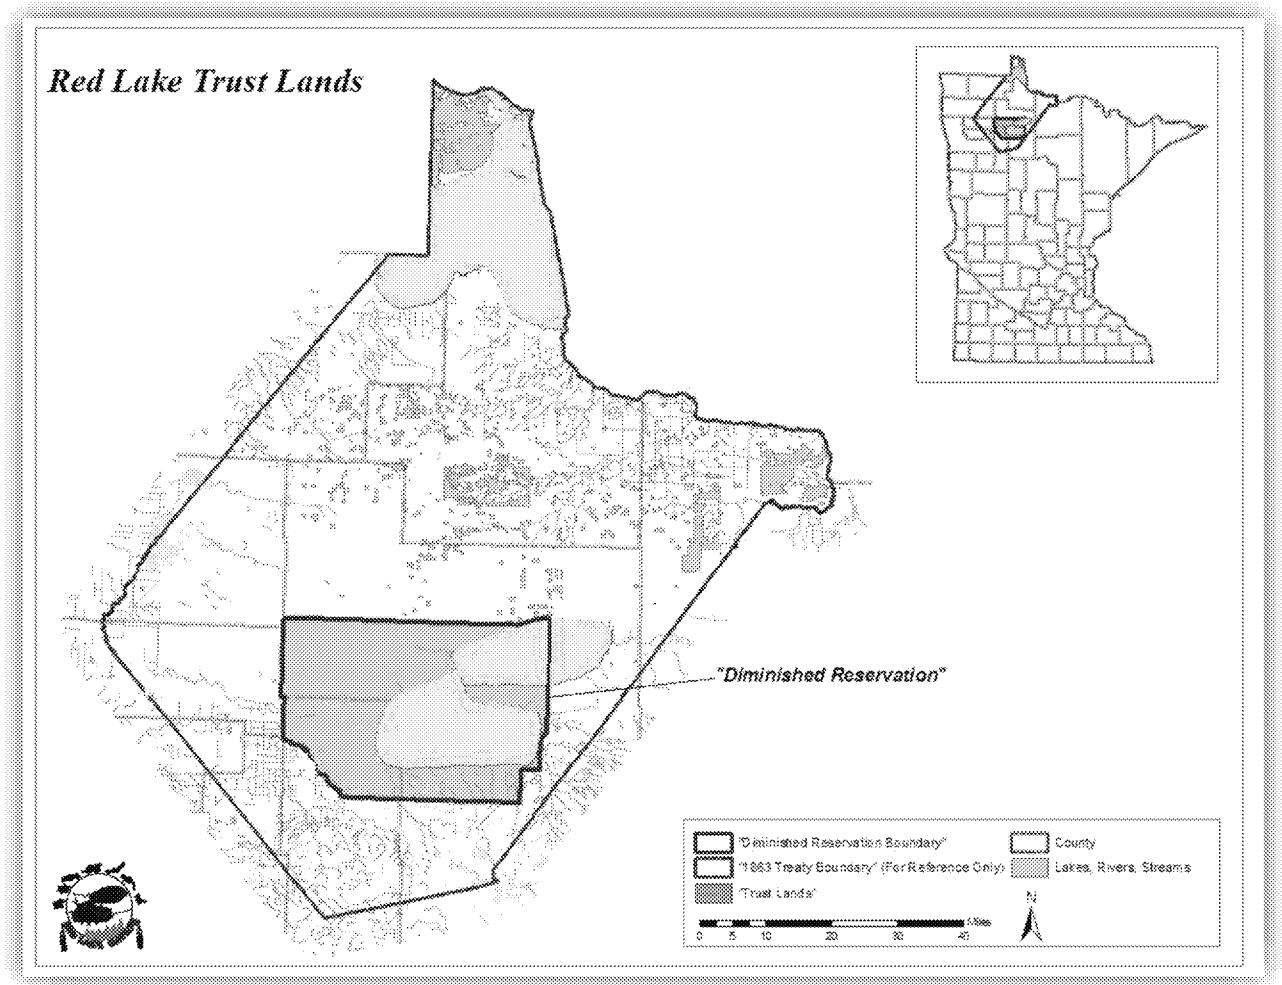 Red Lake Trust Lands
"Diminished Reservation"
"Diminished Reservation Boundary"
"1863 Treaty Boundary" (For Reference Only)
"Trust Lands"
County
Lakes, Rivers, Streams
N
Miles
0 5 10 20 30 40